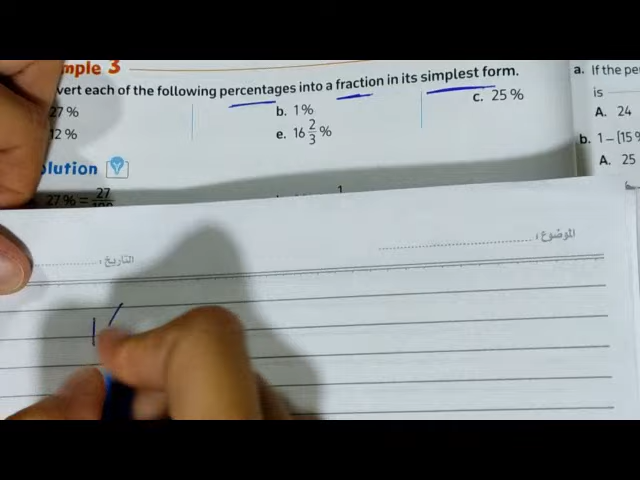 mple 3
vert each of the following percentages into a fraction in its simplest form.
27 %
b. 1 %
c. 25 %
12 %
e. 16 2/3 %
lution
27 % = 27
1
a. If the pe
is
A. 24
b. 1 – (15 %
A. 25
الموضوع :
التاريخ :